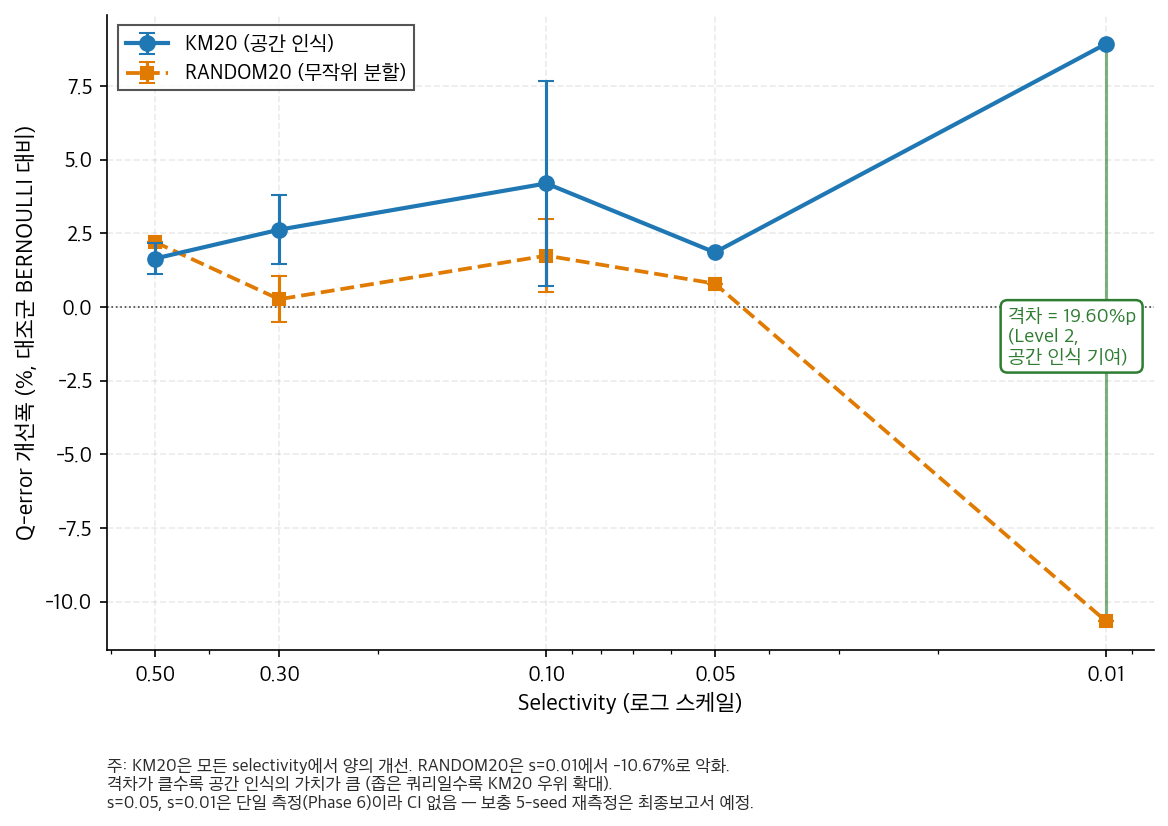 KM20 (공간 인식)
RANDOM20 (무작위 분할)
Q-error 개선폭 (%, 대조군 BERNOULLI 대비)
7.5
5.0
2.5
0.0
-2.5
-5.0
-7.5
-10.0
격차 = 19.60%p
(Level 2,
공간 인식 기여)
0.50 0.30 0.10 0.05 0.01
Selectivity (로그 스케일)
주: KM20은 모든 selectivity에서 양의 개선. RANDOM20은 s=0.01에서 -10.67%로 악화.
격차가 클수록 공간 인식의 가치가 큼 (좁은 쿼리일수록 KM20 우위 확대).
s=0.05, s=0.01은 단일 측정(Phase 6)이라 CI 없음 — 보충 5-seed 재측정은 최종보고서 예정.